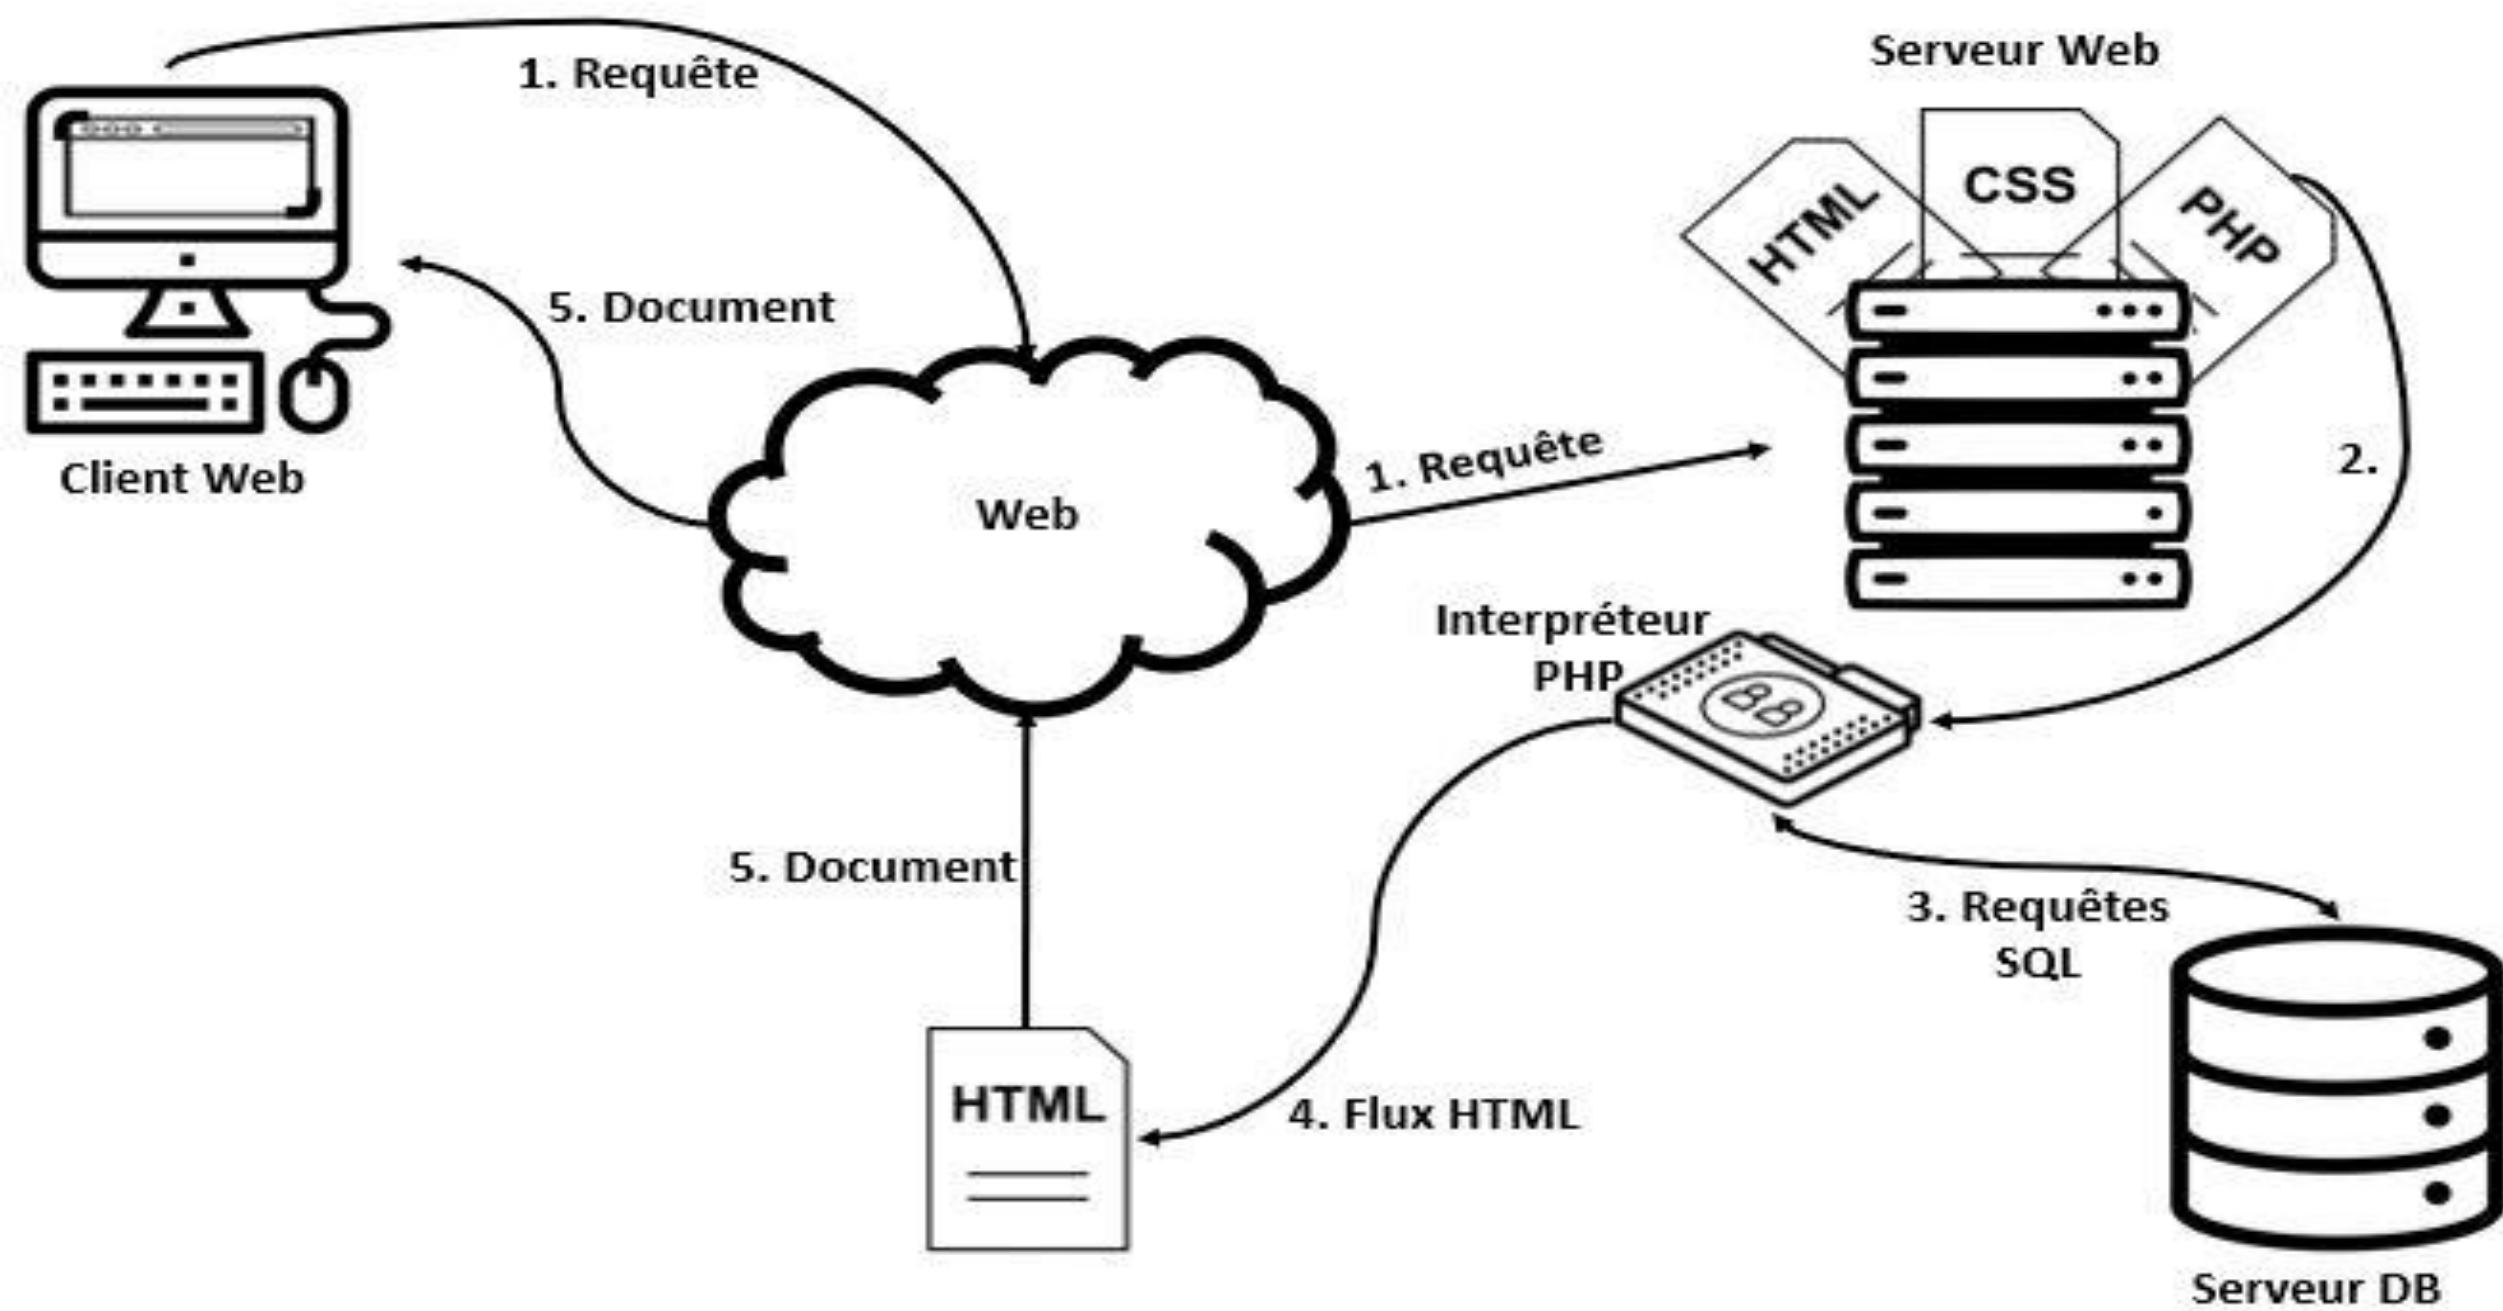 Serveur Web
1. Requête
HTML
CSS
PHP
5. Document
Client Web
Web
1. Requête
2.
Interpréteur
PHP
5. Document
3. Requêtes
SQL
HTML
4. Flux HTML
Serveur DB